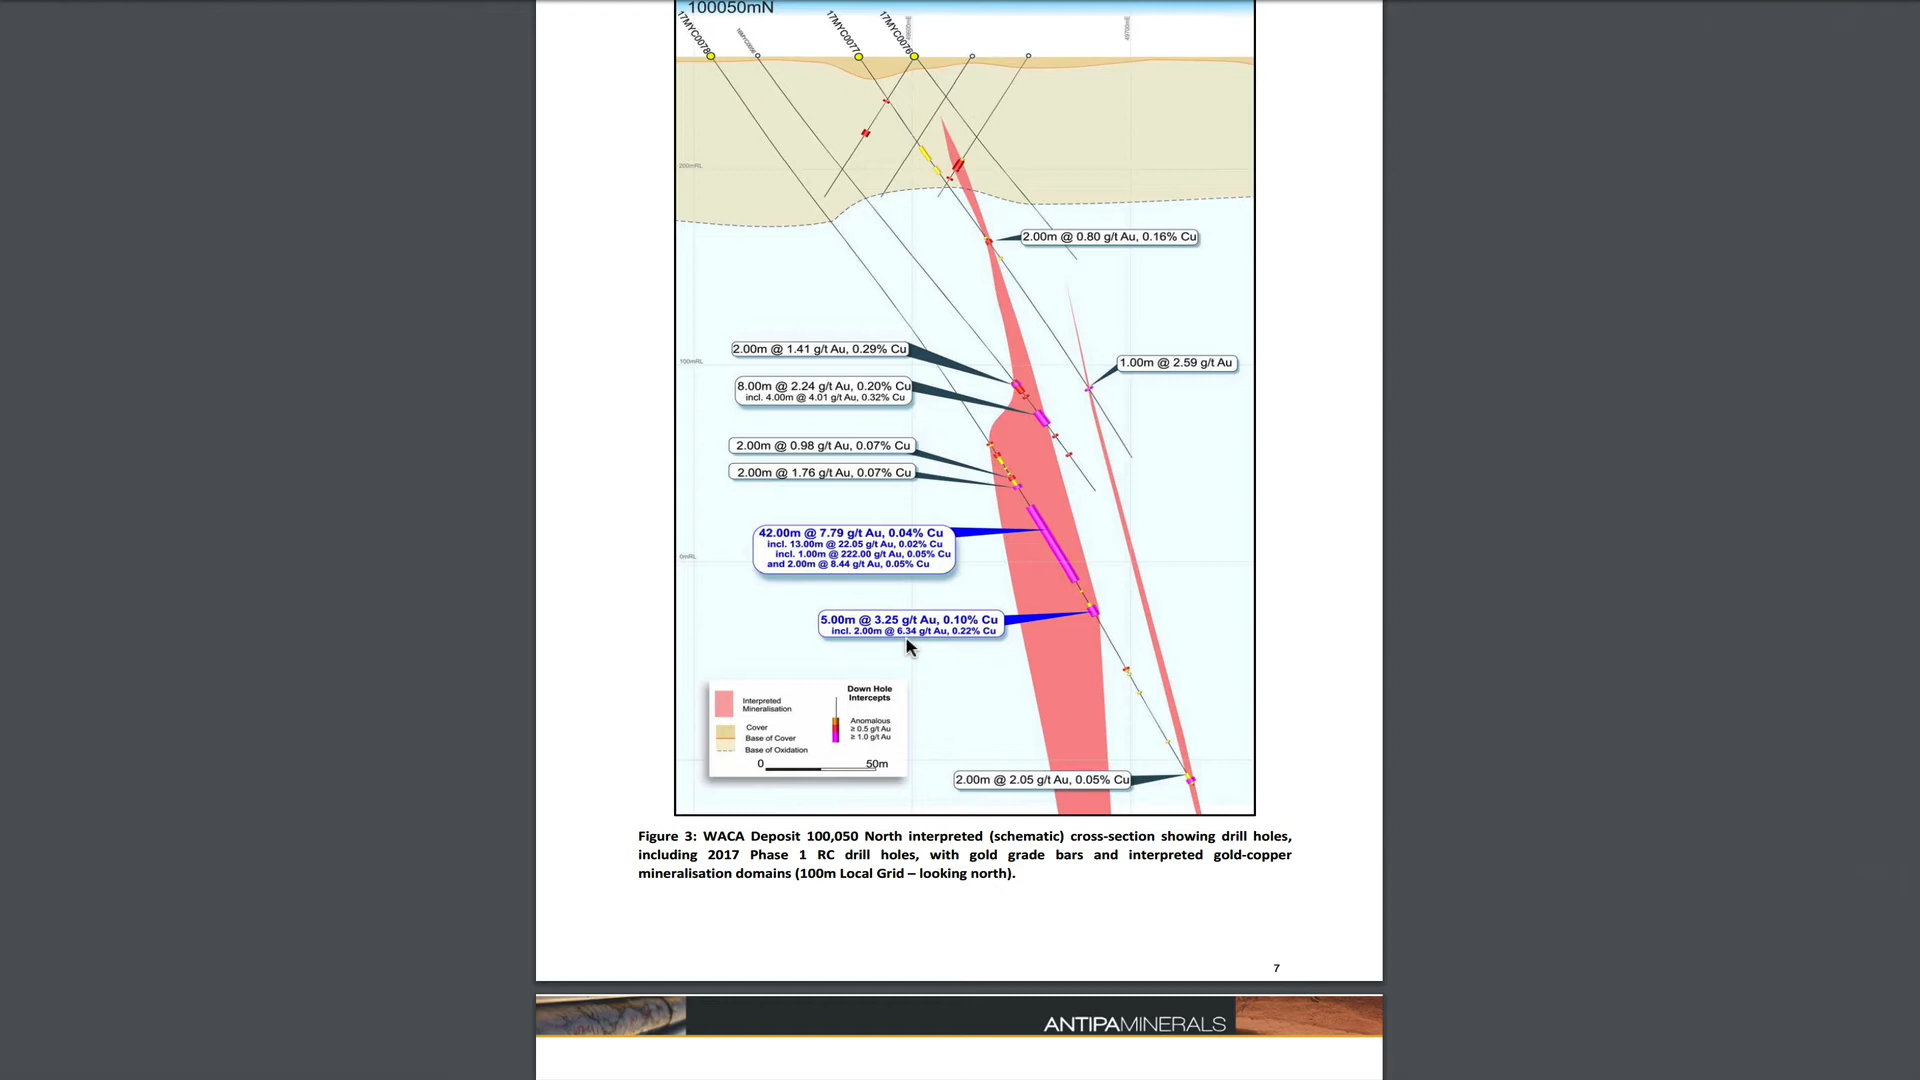 100050mN
17MYC0078
17MYC0077
17MYC0076
49600mE
49700mE
200mRL
2.00m @ 0.80 g/t Au, 0.16% Cu
2.00m @ 1.41 g/t Au, 0.29% Cu
100mRL
1.00m @ 2.59 g/t Au
8.00m @ 2.24 g/t Au, 0.20% Cu
incl. 4.00m @ 4.01 g/t Au, 0.32% Cu
2.00m @ 0.98 g/t Au, 0.07% Cu
2.00m @ 1.76 g/t Au, 0.07% Cu
42.00m @ 7.79 g/t Au, 0.04% Cu
incl. 13.00m @ 22.05 g/t Au, 0.02% Cu
incl. 1.00m @ 222.00 g/t Au, 0.05% Cu
and 2.00m @ 8.44 g/t Au, 0.05% Cu
0mRL
5.00m @ 3.25 g/t Au, 0.10% Cu
incl. 2.00m @ 6.34 g/t Au, 0.22% Cu
Interpreted
Mineralisation
Cover
Base of Cover
Base of Oxidation
Down Hole
Intercepts
Anomalous
≥ 0.5 g/t Au
≥ 1.0 g/t Au
0 50m
2.00m @ 2.05 g/t Au, 0.05% Cu
Figure 3: WACA Deposit 100,050 North interpreted (schematic) cross-section showing drill holes,
including 2017 Phase 1 RC drill holes, with gold grade bars and interpreted gold-copper
mineralisation domains (100m Local Grid – looking north).
7
ANTIPAMINERALS